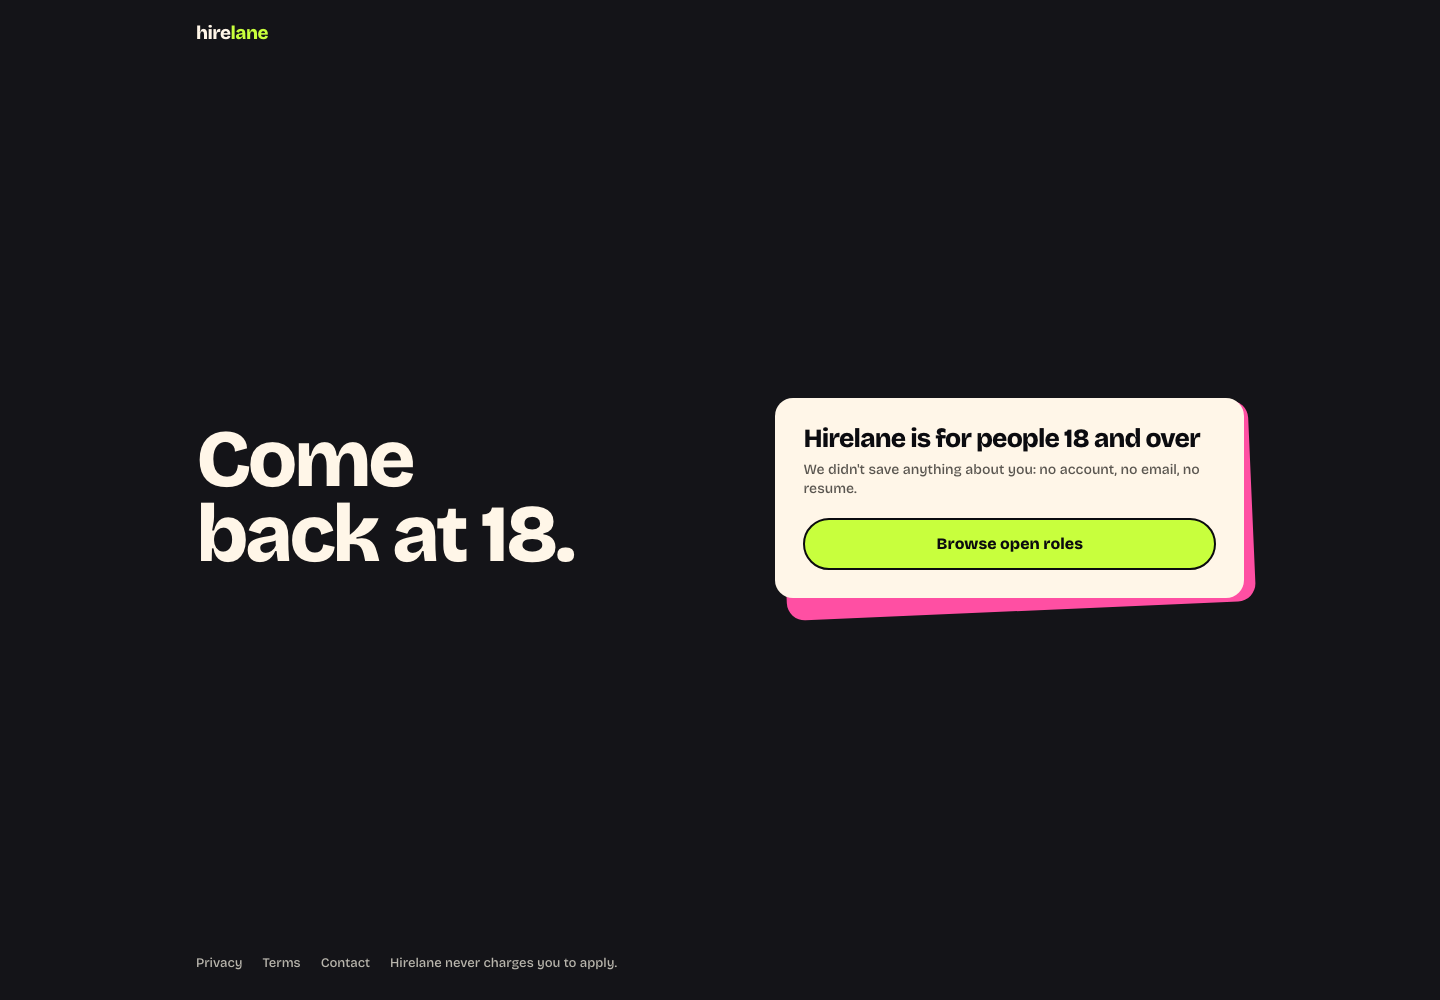 hirelane
Come
back at 18.
Hirelane is for people 18 and over
We didn't save anything about you: no account, no email, no
resume.
Browse open roles
Privacy Terms Contact Hirelane never charges you to apply.